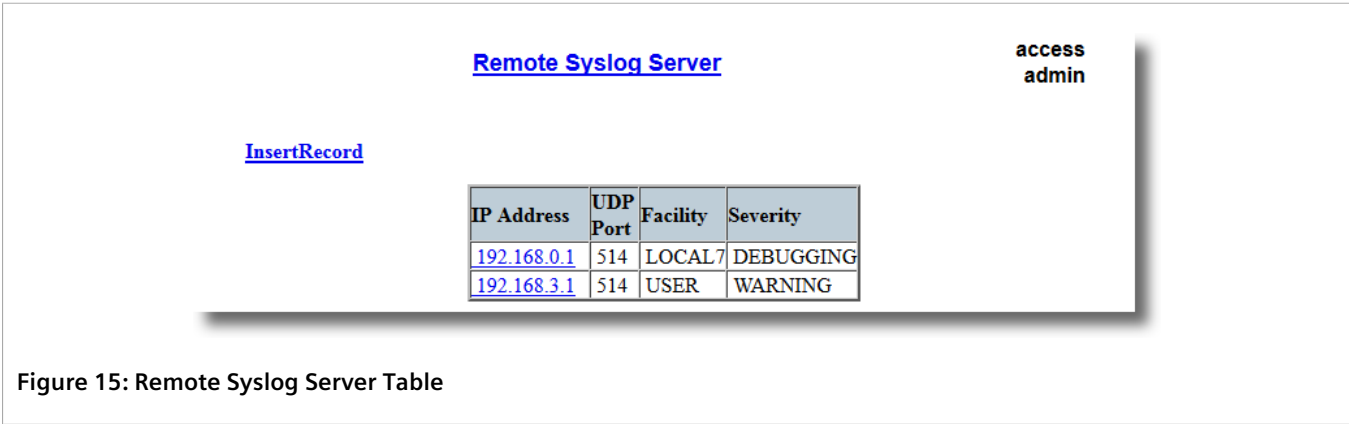 Remote Syslog Server
access
admin
InsertRecord
IP Address UDP Port Facility Severity
192.168.0.1 514 LOCAL7 DEBUGGING
192.168.3.1 514 USER WARNING
Figure 15: Remote Syslog Server Table